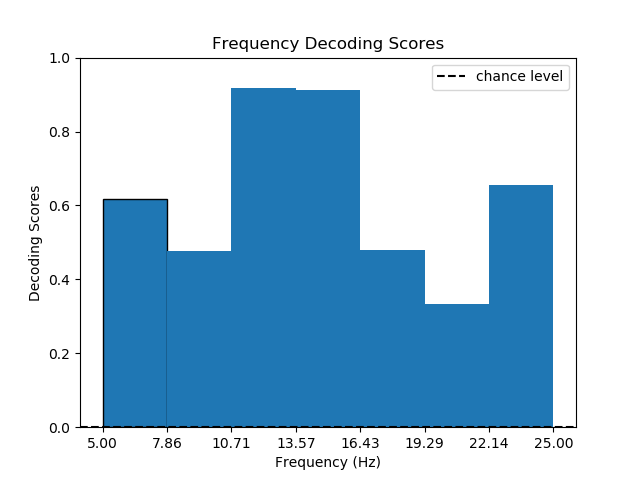 Frequency Decoding Scores
chance level
1.0
0.8
0.6
0.4
0.2
0.0
Decoding Scores
5.00 7.86 10.71 13.57 16.43 19.29 22.14 25.00
Frequency (Hz)